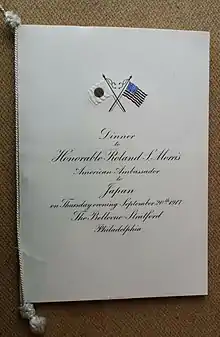 Dinner
to
Honorable Roland S. Morris
American Ambassador
to
Japan
on Thursday evening September 20th 1917
The Bellevue-Stratford
Philadelphia